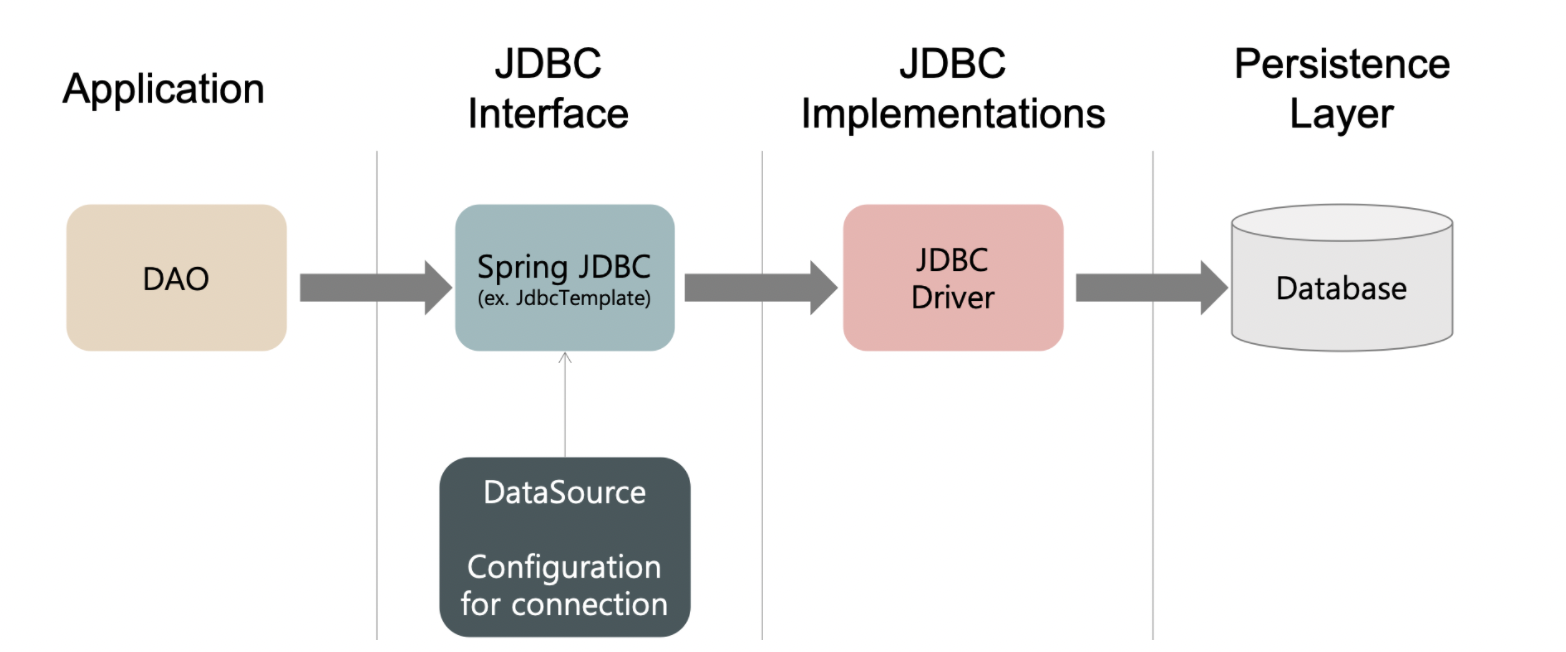 Application
JDBC
Interface
JDBC
Implementations
Persistence
Layer
DAO
Spring JDBC
(ex. JdbcTemplate)
JDBC
Driver
Database
DataSource
Configuration
for connection